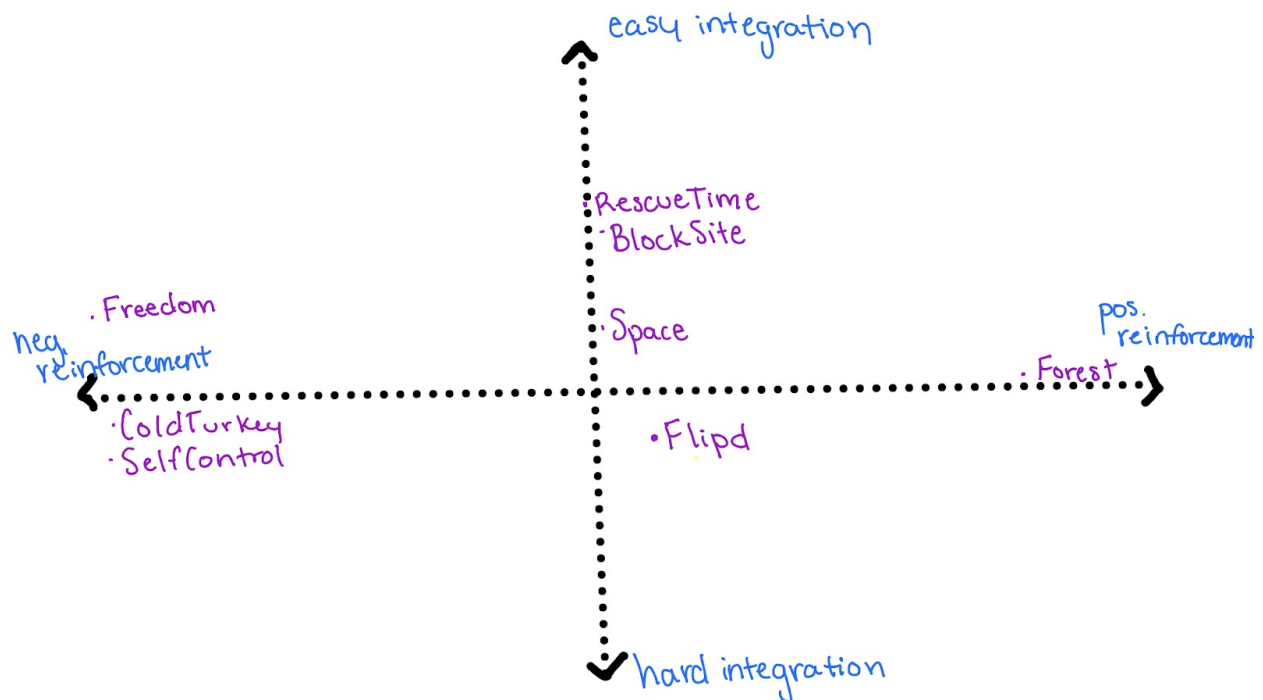 easy integration
RescueTime
BlockSite
Freedom
Space
neg.
reinforcement
pos.
reinforcement
Forest
ColdTurkey
SelfControl
Flipd
hard integration